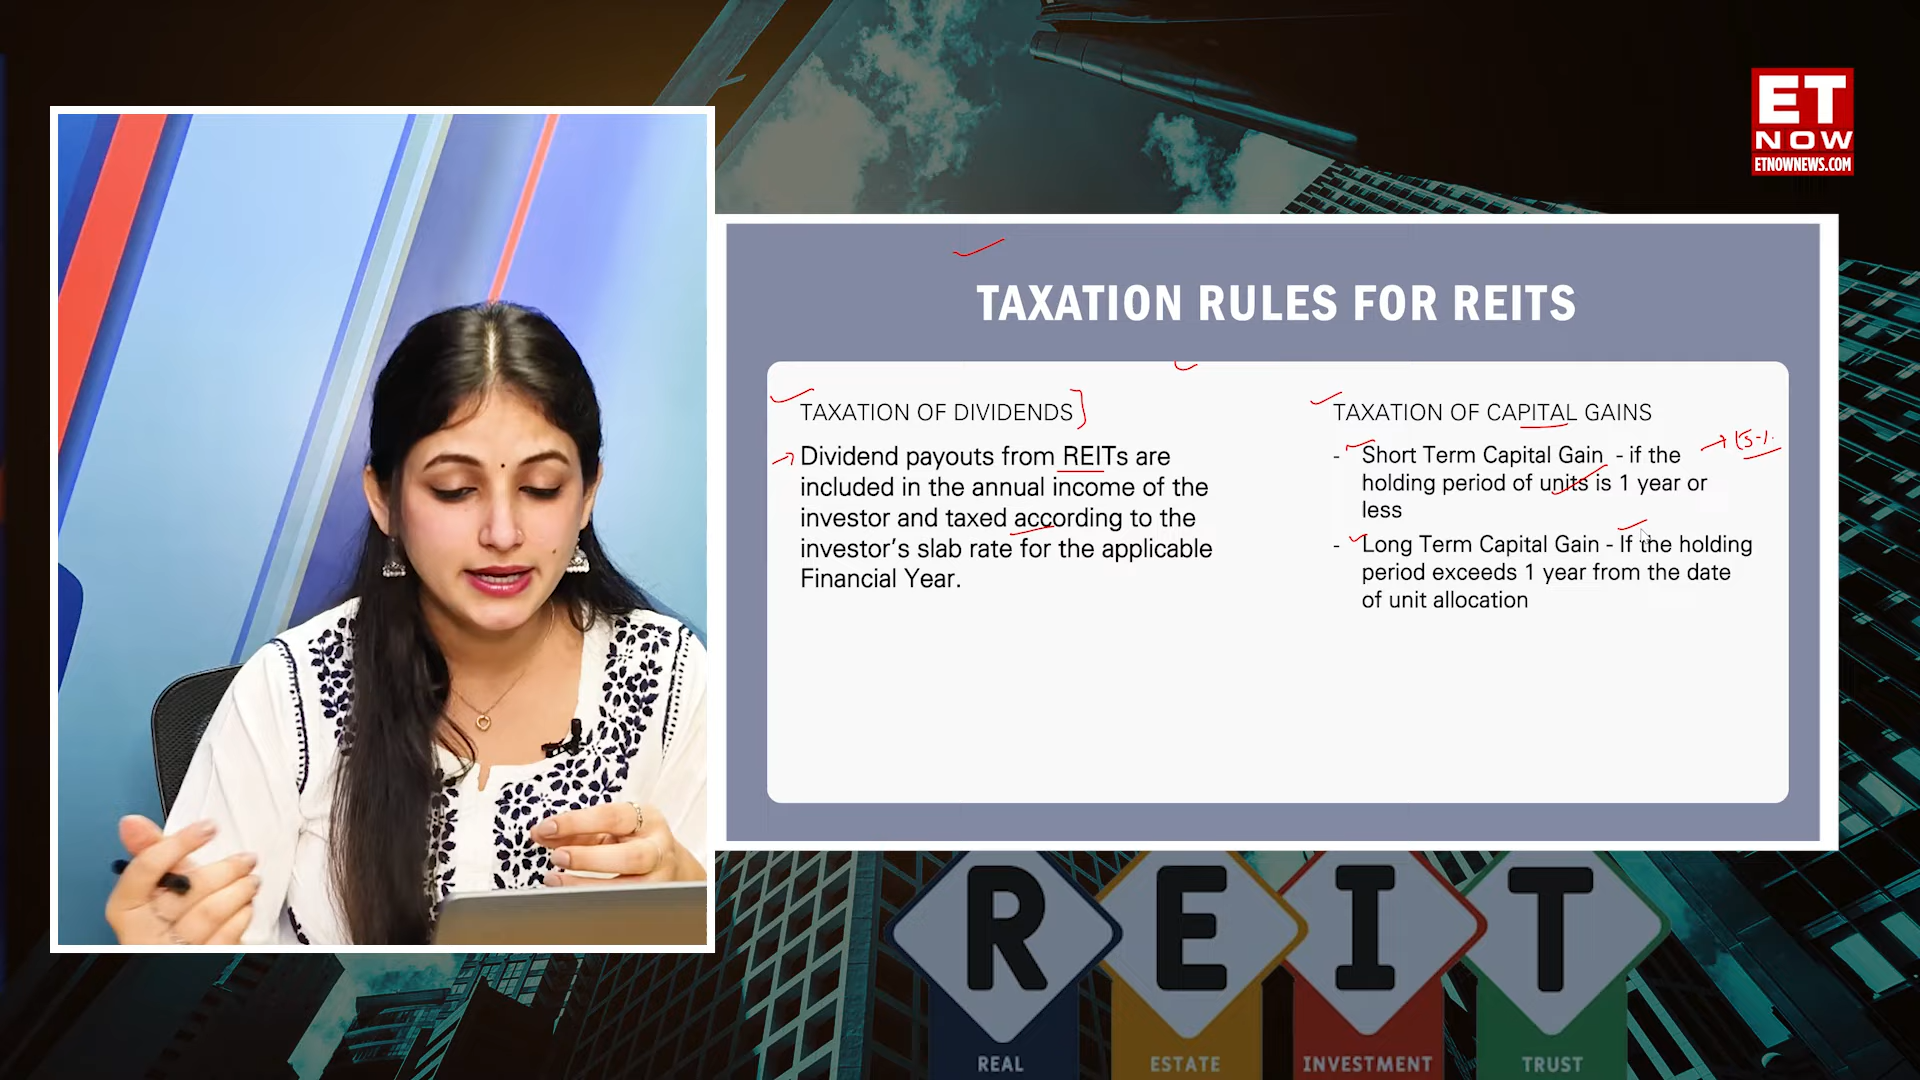 ET
NOW
ETNOWNEWS.COM
TAXATION RULES FOR REITS
TAXATION OF DIVIDENDS
Dividend payouts from REITs are
included in the annual income of the
investor and taxed according to the
investor's slab rate for the applicable
Financial Year.
TAXATION OF CAPITAL GAINS
15%
- Short Term Capital Gain - if the
holding period of units is 1 year or
less
- Long Term Capital Gain - If the holding
period exceeds 1 year from the date
of unit allocation
R E I T
REAL ESTATE INVESTMENT TRUST